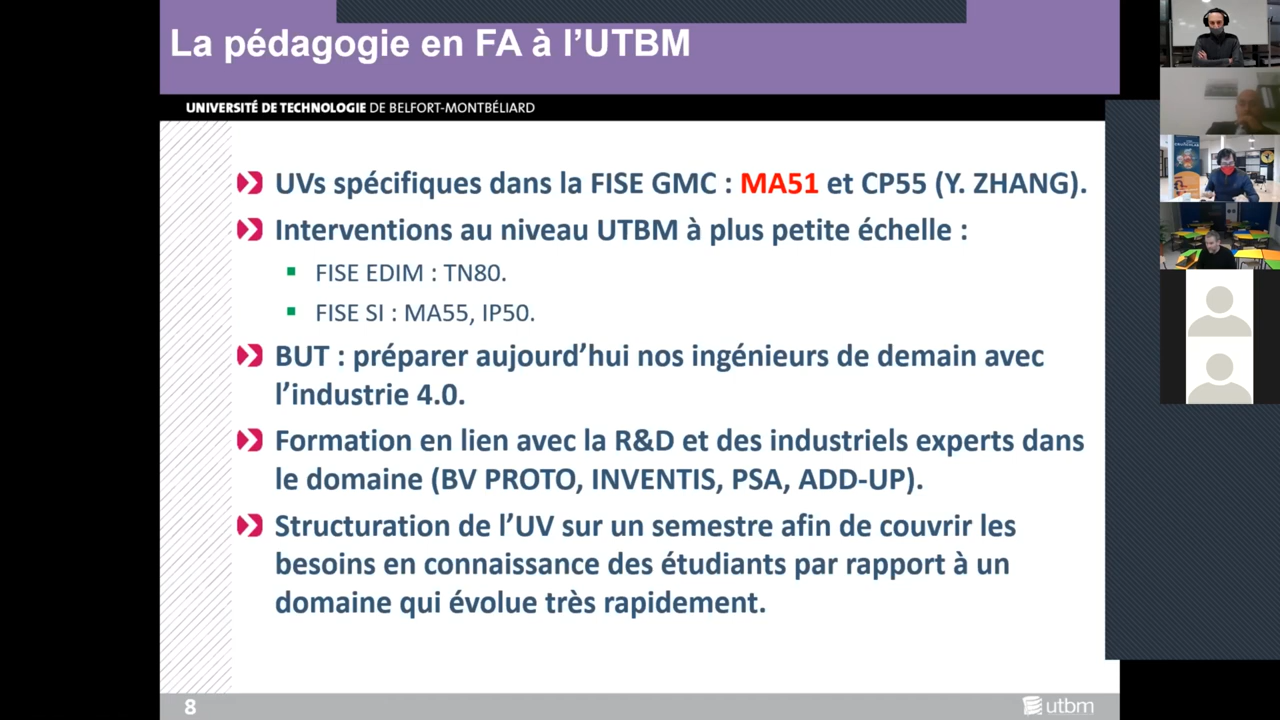 La pédagogie en FA à l'UTBM
UNIVERSITÉ DE TECHNOLOGIE DE BELFORT-MONTBÉLIARD
UVs spécifiques dans la FISE GMC : MA51 et CP55 (Y. ZHANG).
Interventions au niveau UTBM à plus petite échelle :
FISE EDIM : TN80.
FISE SI : MA55, IP50.
BUT : préparer aujourd'hui nos ingénieurs de demain avec
l'industrie 4.0.
Formation en lien avec la R&D et des industriels experts dans
le domaine (BV PROTO, INVENTIS, PSA, ADD-UP).
Structuration de l'UV sur un semestre afin de couvrir les
besoins en connaissance des étudiants par rapport à un
domaine qui évolue très rapidement.
8
utbm